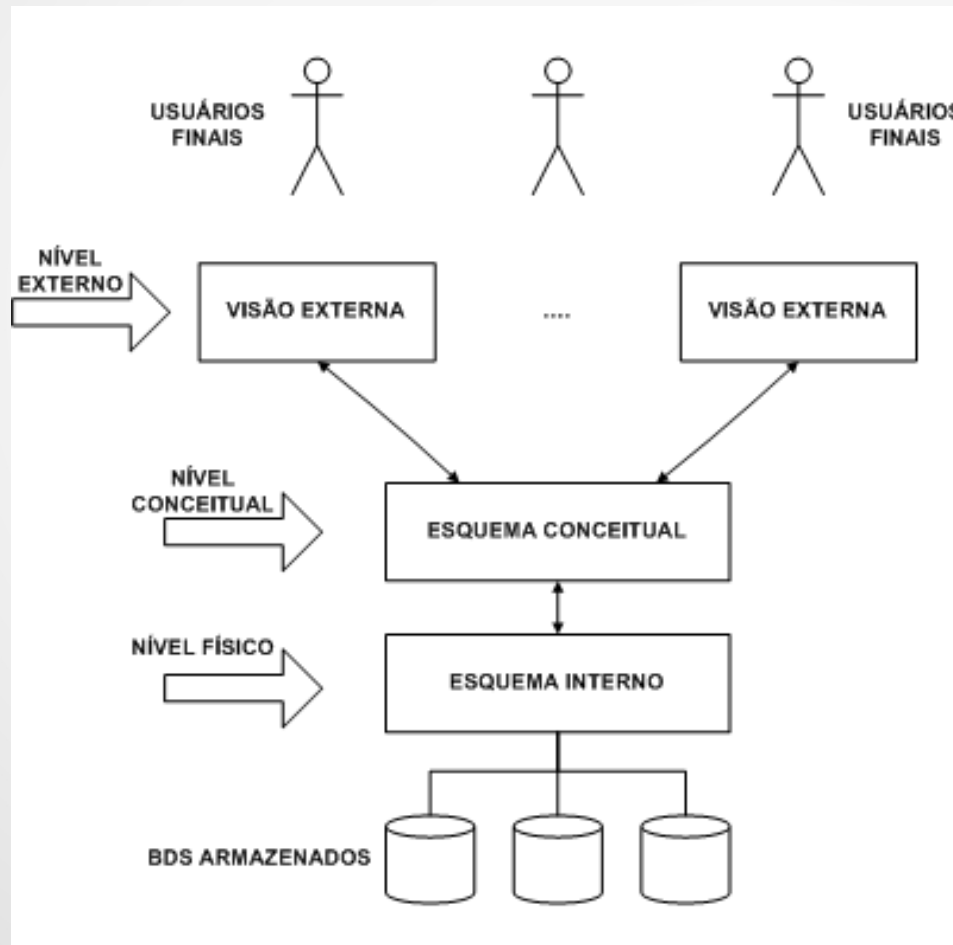 USUÁRIOS
FINAIS
USUÁRIOS
FINAIS
NÍVEL
EXTERNO
VISÃO EXTERNA
....
VISÃO EXTERNA
NÍVEL
CONCEITUAL
ESQUEMA CONCEITUAL
NÍVEL FÍSICO
ESQUEMA INTERNO
BDS ARMAZENADOS